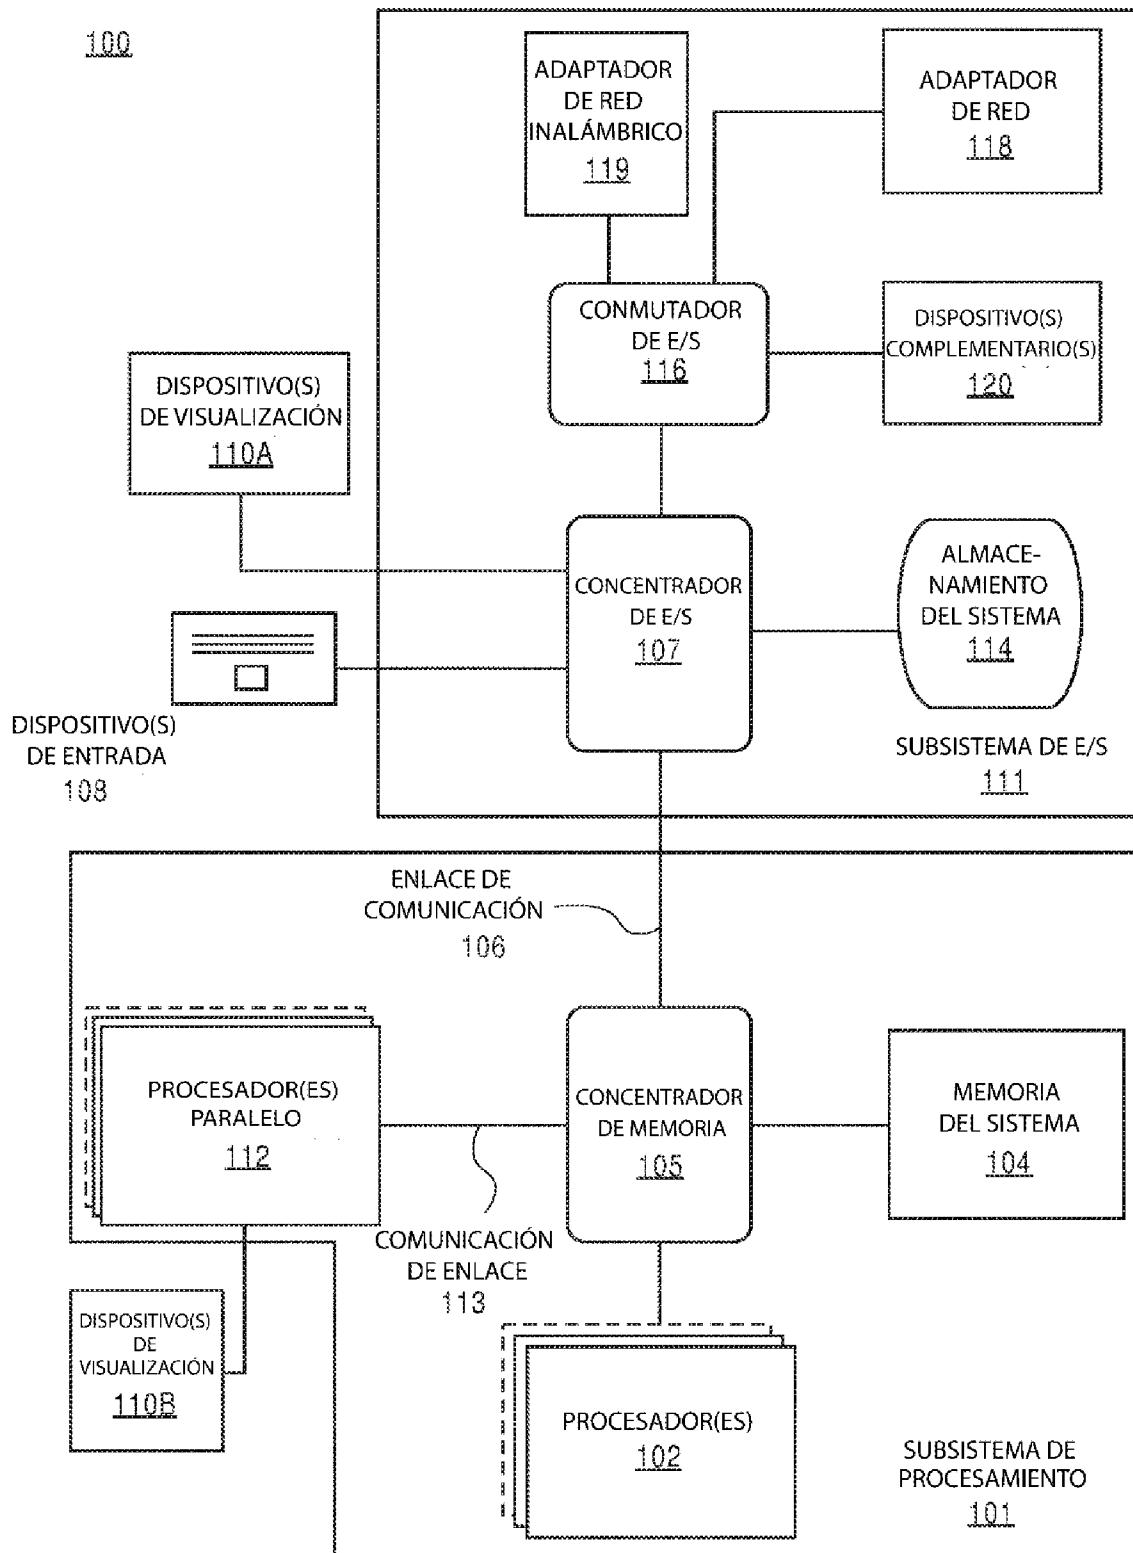 100
ADAPTADOR
DE RED
INALÁMBRICO
119
ADAPTADOR
DE RED
118
CONMUTADOR
DE E/S
116
DISPOSITIVO(S)
COMPLEMENTARIO(S)
120
DISPOSITIVO(S)
DE VISUALIZACIÓN
110A
CONCENTRADOR
DE E/S
107
ALMACE-
NAMIENTO
DEL SISTEMA
114
DISPOSITIVO(S)
DE ENTRADA
108
SUBSISTEMA DE E/S
111
ENLACE DE
COMUNICACIÓN
106
PROCESADOR(ES)
PARALELO
112
CONCENTRADOR
DE MEMORIA
105
MEMORIA
DEL SISTEMA
104
COMUNICACIÓN
DE ENLACE
113
DISPOSITIVO(S)
DE
VISUALIZACIÓN
110B
PROCESADOR(ES)
102
SUBSISTEMA DE
PROCESAMIENTO
101